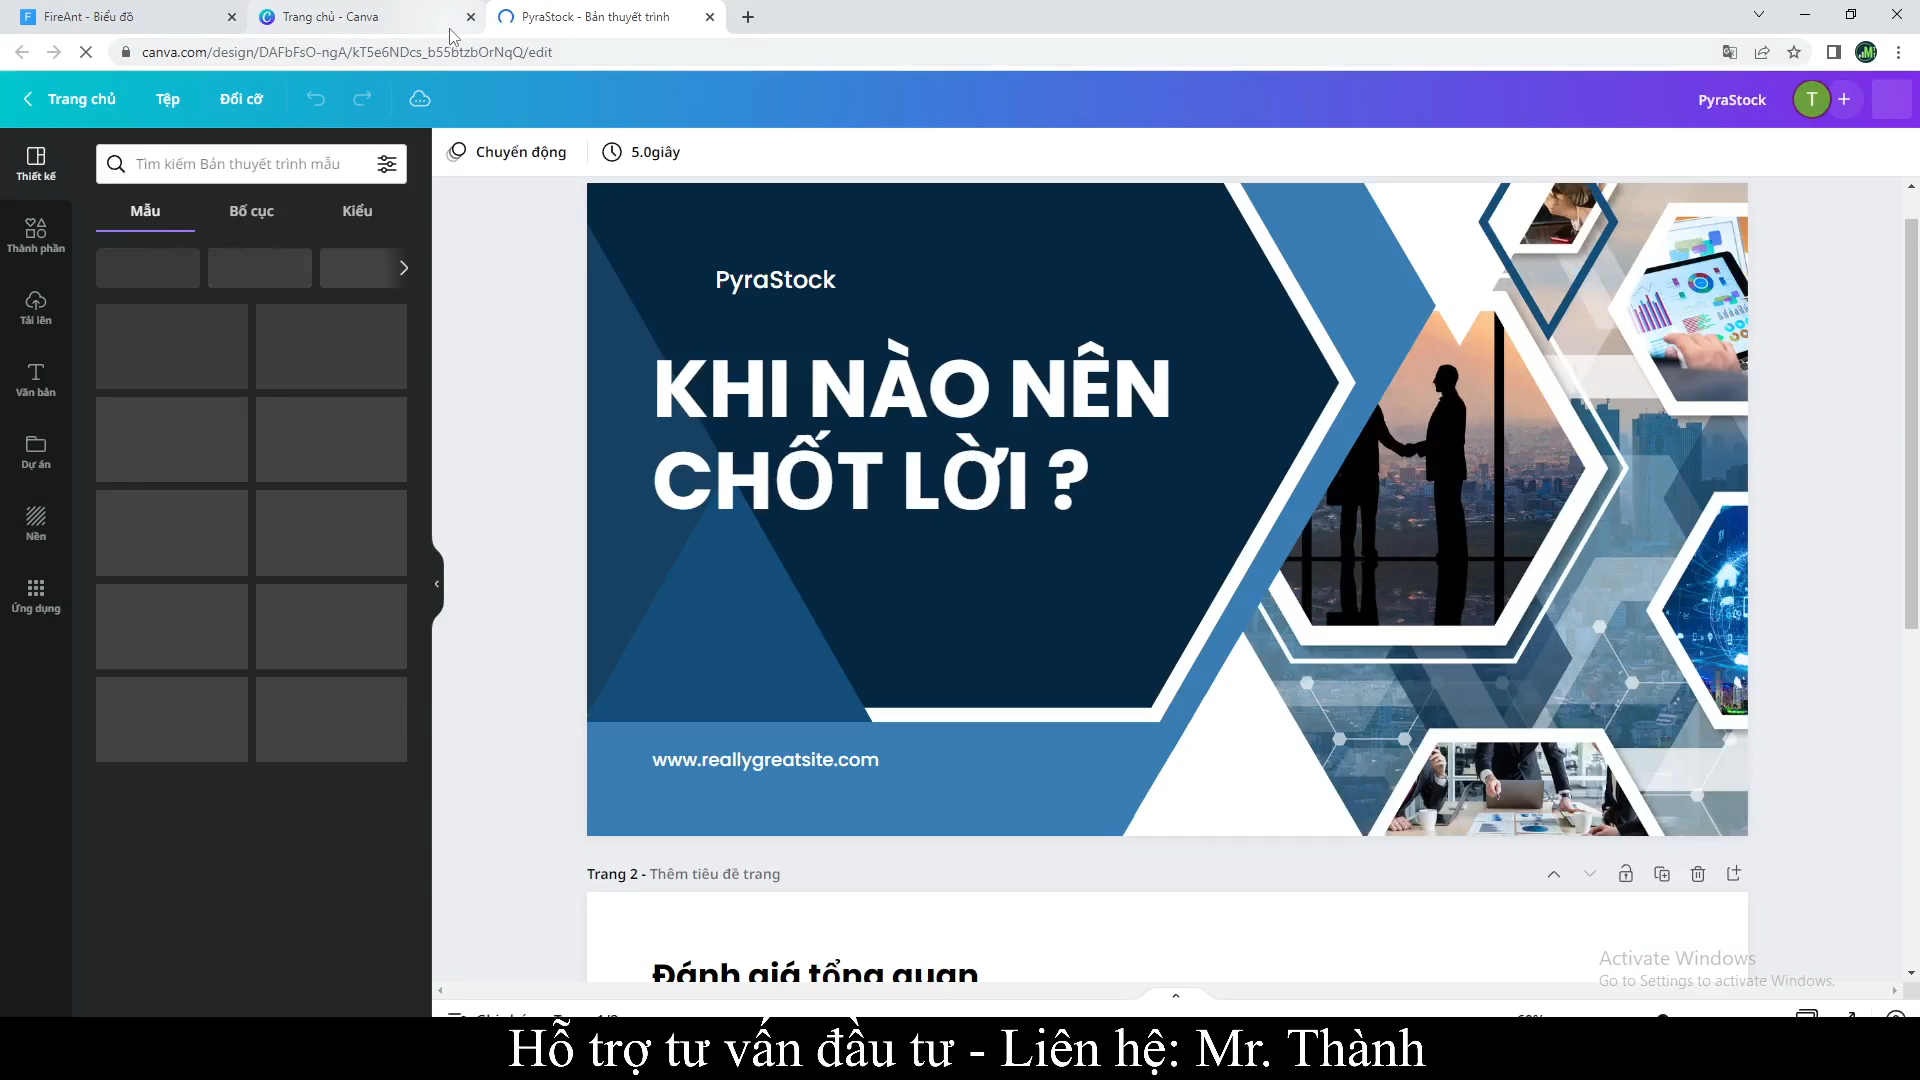 FireAnt - Biểu đồ
Trang chủ - Canva
PyraStock - Bản thuyết trình
canva.com/design/DAFbFsO-ngA/kT5e6NDcs_b55btzbOrNqQ/edit
Trang chủ
Tệp
Đổi cỡ
PyraStock
T
Chuyển động
5.0giây
Thiết kế
Thành phần
Tải lên
Văn bản
Dự án
Nền
Ứng dụng
Tìm kiếm Bản thuyết trình mẫu
Mẫu
Bố cục
Kiểu
PyraStock
KHI NÀO NÊN
CHỐT LỜI ?
www.reallygreatsite.com
Trang 2 - Thêm tiêu đề trang
Đánh giá tổng quan
Activate Windows
Go to Settings to activate Windows.
Hỗ trợ tư vấn đầu tư - Liên hệ: Mr. Thành